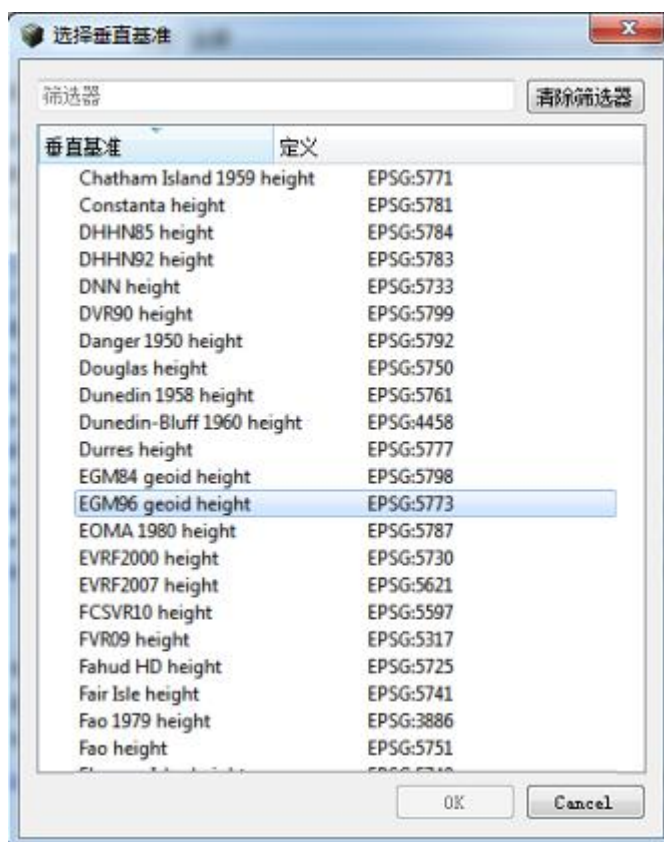 选择垂直基准
筛选器 清除筛选器
垂直基准 定义
Chatham Island 1959 height EPSG:5771
Constanta height EPSG:5781
DHHN85 height EPSG:5784
DHHN92 height EPSG:5783
DNN height EPSG:5733
DVR90 height EPSG:5799
Danger 1950 height EPSG:5792
Douglas height EPSG:5750
Dunedin 1958 height EPSG:5761
Dunedin-Bluff 1960 height EPSG:4458
Durres height EPSG:5777
EGM84 geoid height EPSG:5798
EGM96 geoid height EPSG:5773
EOMA 1980 height EPSG:5787
EVRF2000 height EPSG:5730
EVRF2007 height EPSG:5621
FCSVR10 height EPSG:5597
FVR09 height EPSG:5317
Fahud HD height EPSG:5725
Fair Isle height EPSG:5741
Fao 1979 height EPSG:3886
Fao height EPSG:5751
OK Cancel